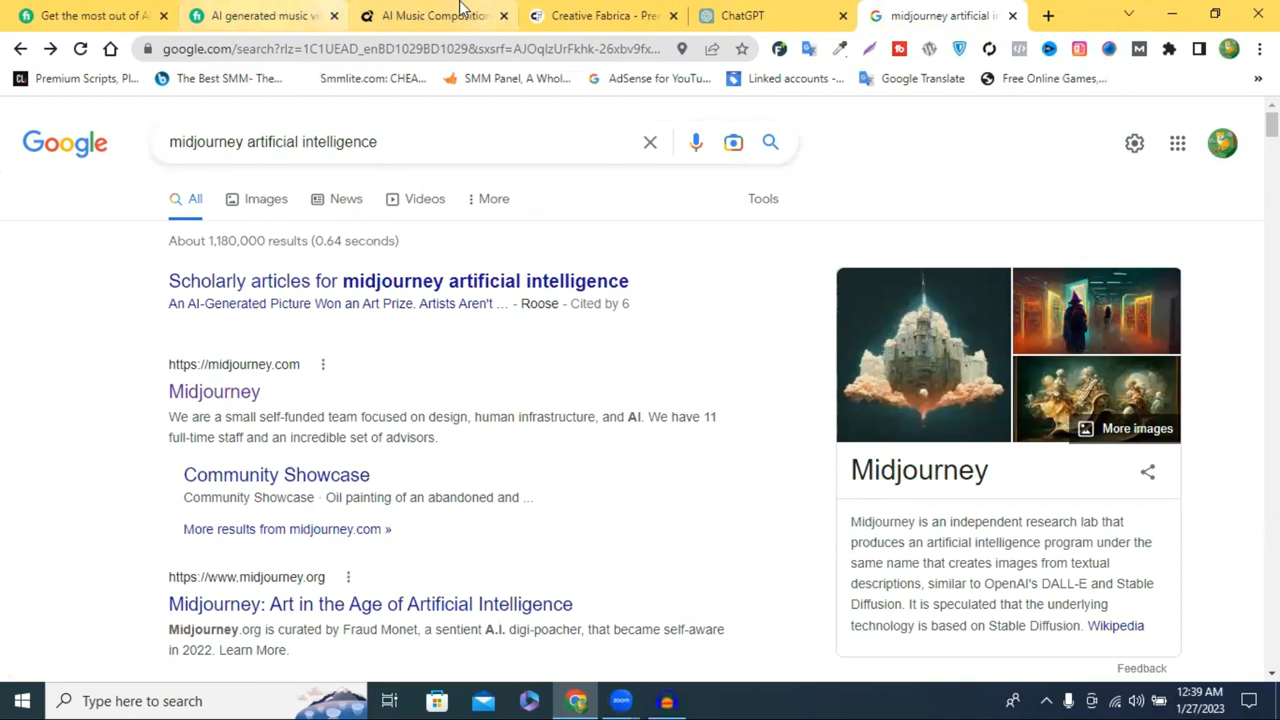 Get the most out of A
AI generated music v
AI Music Composition
Creative Fabrica - Pre
ChatGPT
midjourney artificial in
google.com/search?rlz=1C1UEAD_enBD1029BD1029&sxsrf=AJOqlzUrFkhk-26xbv9fx...
Premium Scripts, Pl...
The Best SMM- The...
Smmlite.com: CHEA...
SMM Panel, A Whol...
AdSense for YouTu...
Linked accounts -...
Google Translate
Free Online Games,...
Google
midjourney artificial intelligence
All
Images
News
Videos
More
Tools
About 1,180,000 results (0.64 seconds)
Scholarly articles for midjourney artificial intelligence
An AI-Generated Picture Won an Art Prize. Artists Aren't ... - Roose - Cited by 6
https://midjourney.com
Midjourney
We are a small self-funded team focused on design, human infrastructure, and AI. We have 11
full-time staff and an incredible set of advisors.
Community Showcase
Community Showcase · Oil painting of an abandoned and ...
More results from midjourney.com »
https://www.midjourney.org
Midjourney: Art in the Age of Artificial Intelligence
Midjourney.org is curated by Fraud Monet, a sentient A.I. digi-poacher, that became self-aware
in 2022. Learn More.
More images
Midjourney
Midjourney is an independent research lab that
produces an artificial intelligence program under the
same name that creates images from textual
descriptions, similar to OpenAI's DALL-E and Stable
Diffusion. It is speculated that the underlying
technology is based on Stable Diffusion. Wikipedia
Feedback
Type here to search
zoom
12:39 AM
1/27/2023